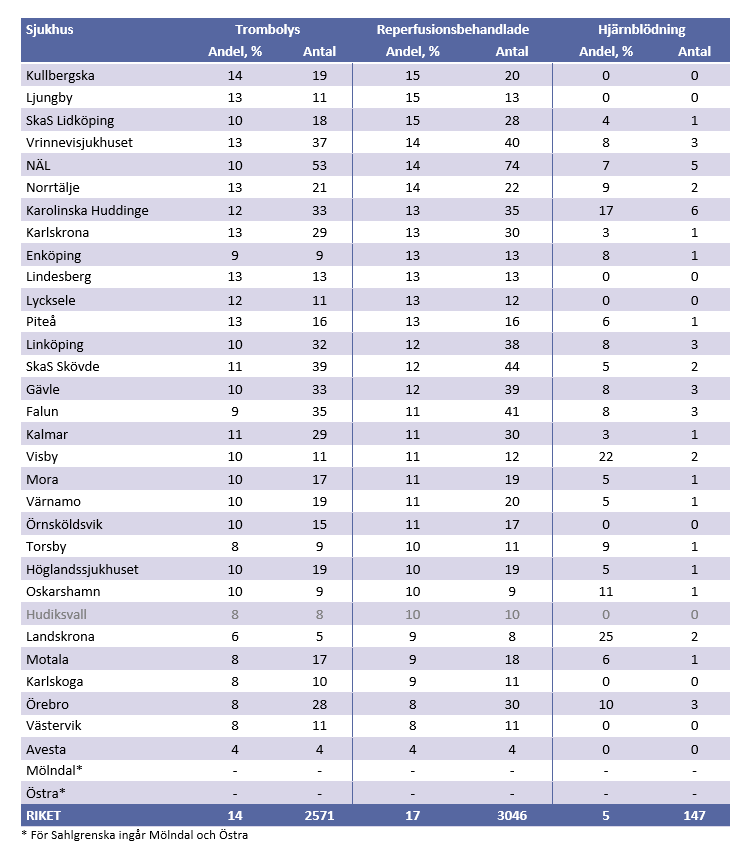 Sjukhus Trombolys Reperfusionsbehandlade Hjärnblödning
Andel, % Antal Andel, % Antal Andel, % Antal
Kullbergska 14 19 15 20 0 0
Ljungby 13 11 15 13 0 0
SkaS Lidköping 10 18 15 28 4 1
Vrinnevisjukhuset 13 37 14 40 8 3
NÄL 10 53 14 74 7 5
Norrtälje 13 21 14 22 9 2
Karolinska Huddinge 12 33 13 35 17 6
Karlskrona 13 29 13 30 3 1
Enköping 9 9 13 13 8 1
Lindesberg 13 13 13 13 0 0
Lycksele 12 11 13 12 0 0
Piteå 13 16 13 16 6 1
Linköping 10 32 12 38 8 3
SkaS Skövde 11 39 12 44 5 2
Gävle 10 33 12 39 8 3
Falun 9 35 11 41 8 3
Kalmar 11 29 11 30 3 1
Visby 10 11 11 12 22 2
Mora 10 17 11 19 5 1
Värnamo 10 19 11 20 5 1
Örnsköldsvik 10 15 11 17 0 0
Torsby 8 9 10 11 9 1
Höglandssjukhuset 10 19 10 19 5 1
Oskarshamn 10 9 10 9 11 1
Hudiksvall 8 8 10 10 0 0
Landskrona 6 5 9 8 25 2
Motala 8 17 9 18 6 1
Karlskoga 8 10 9 11 0 0
Örebro 8 28 8 30 10 3
Västervik 8 11 8 11 0 0
Avesta 4 4 4 4 0 0
Mölndal* - - - - - -
Östra* - - - - - -
RIKET 14 2571 17 3046 5 147
* För Sahlgrenska ingår Mölndal och Östra